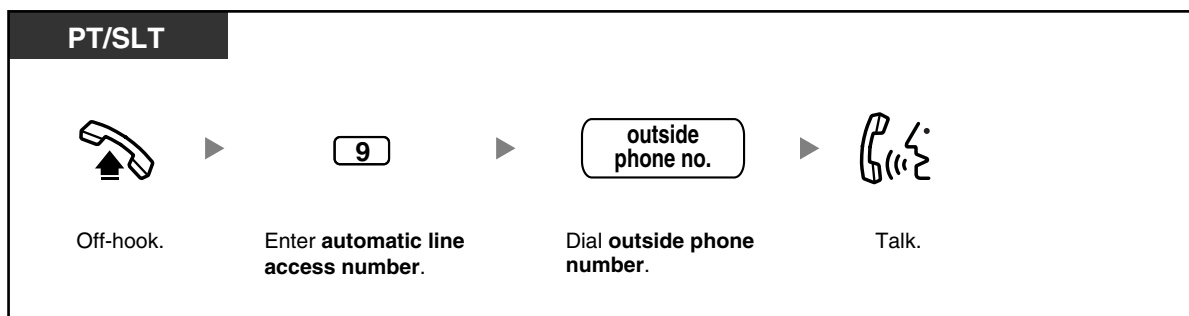 PT/SLT
9
outside
phone no.
Off-hook.
Enter automatic line
access number.
Dial outside phone
number.
Talk.